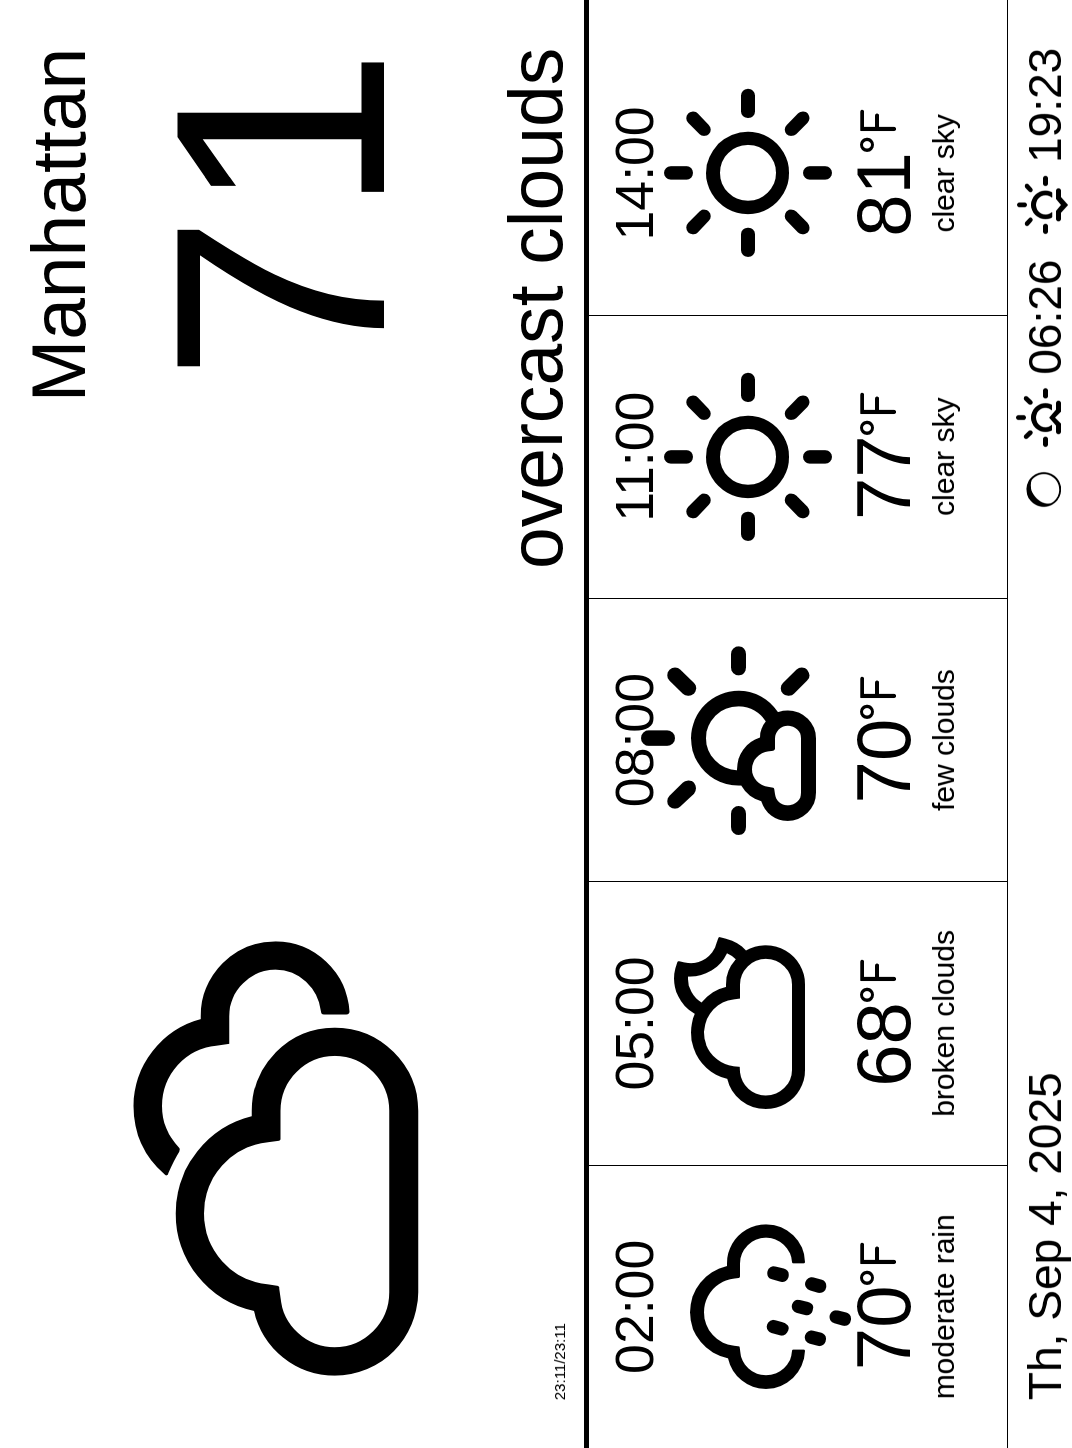 Manhattan
71
overcast clouds
23:11/23:11
02:00
05:00
08:00
11:00
14:00
70°F
68°F
70°F
77°F
81°F
moderate rain
broken clouds
few clouds
clear sky
clear sky
Th, Sep 4, 2025
06:26
19:23